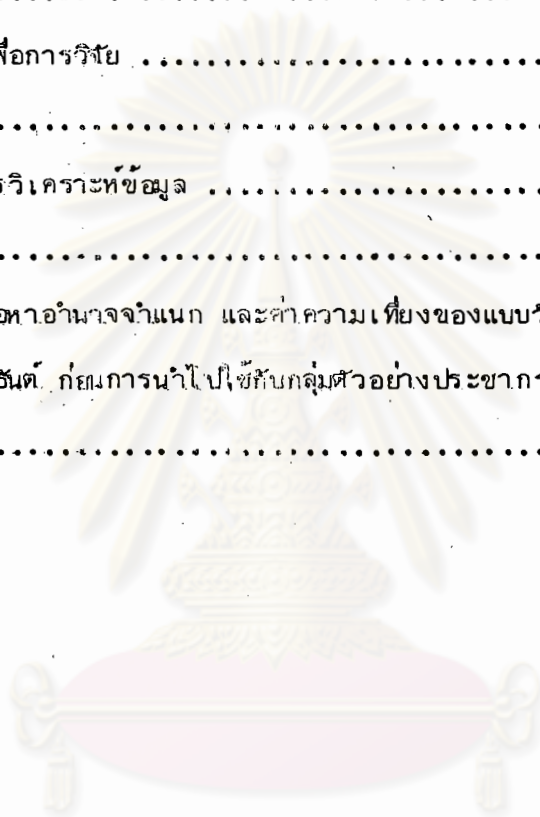 พื่อการวิจัย ..............................
........................................
รวิเคราะห์ข้อมูล ........................
........................................
อหาอำนาจจำแนก และค่าความเที่ยงของแบบวั
ธันต์ ก่อนการนำไปใช้กับกลุ่มตัวอย่างประชากร
........................................